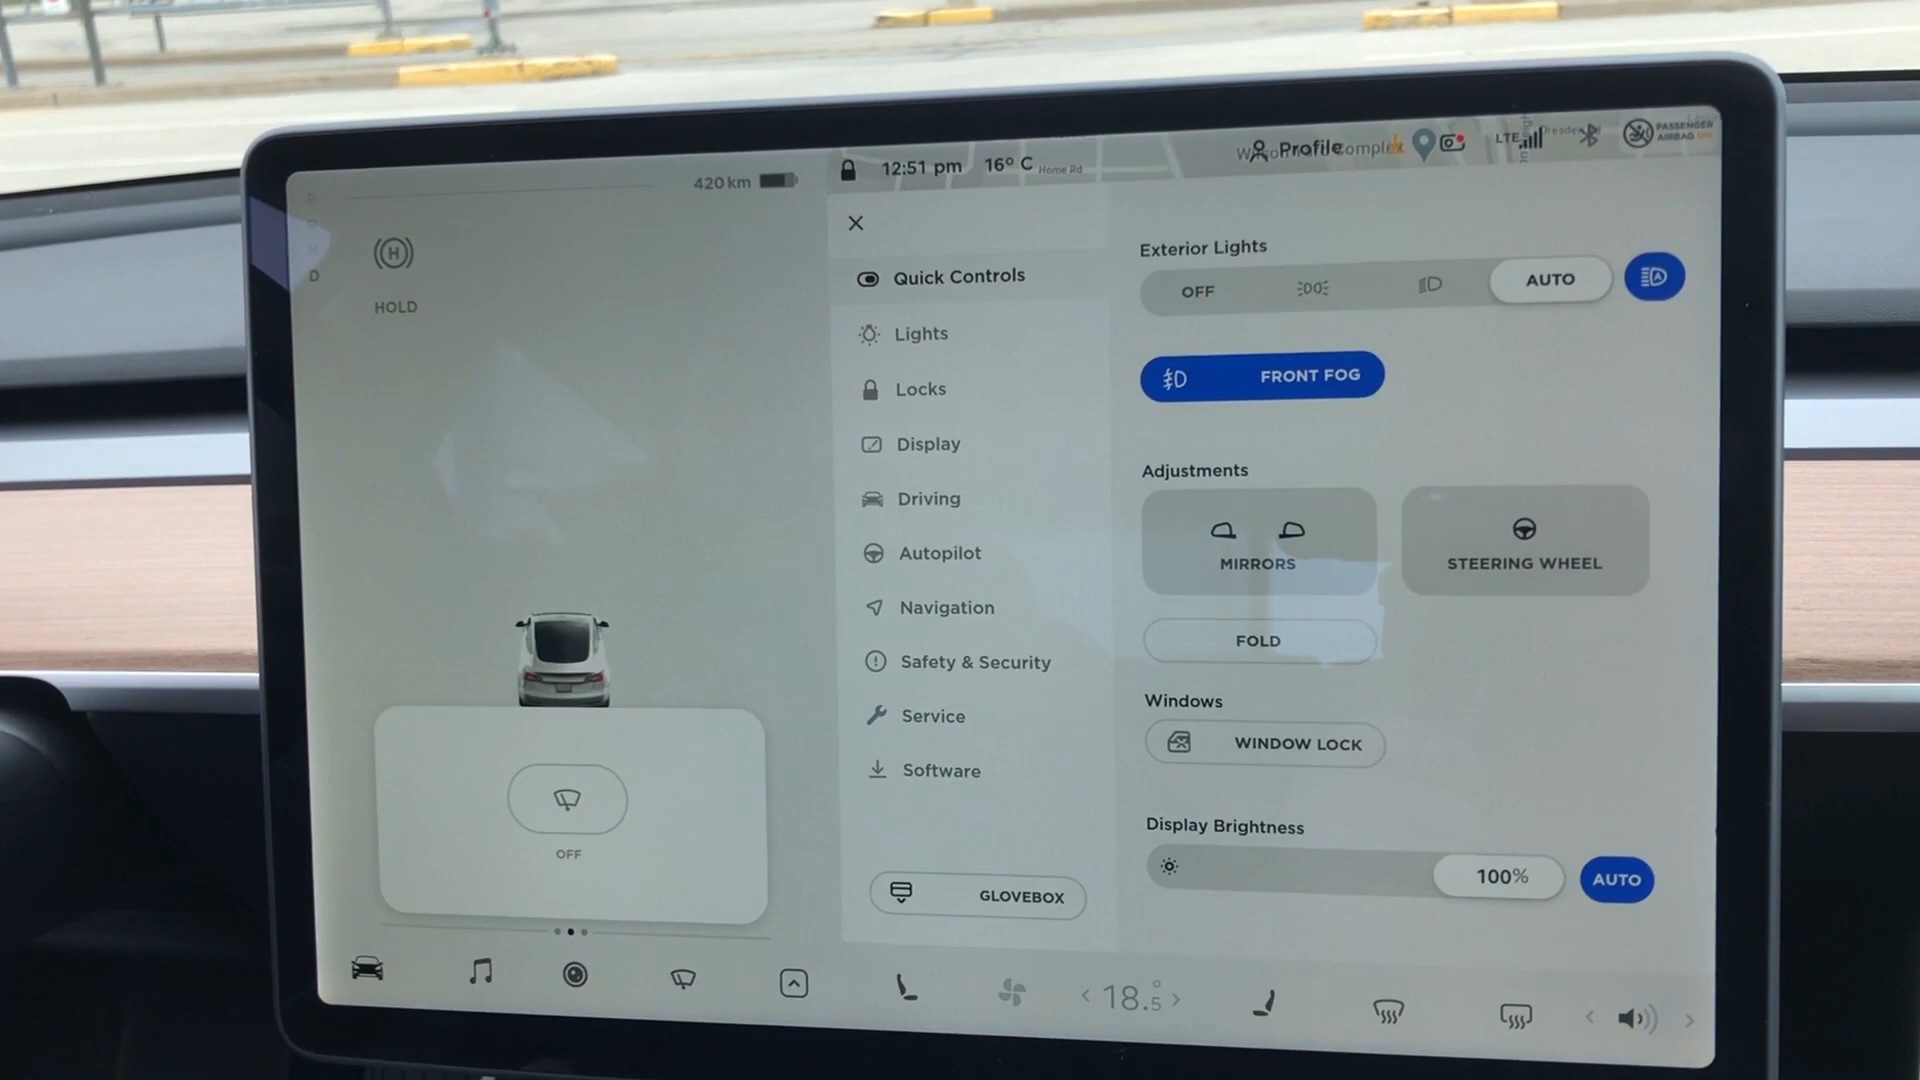 P
R
N
D
420 km
12:51 pm
16° C
Home Rd
Profile
LTE
PASSENGER
AIRBAG ON
HOLD
Quick Controls
Lights
Locks
Display
Driving
Autopilot
Navigation
Safety & Security
Service
Software
GLOVEBOX
Exterior Lights
OFF
AUTO
FRONT FOG
Adjustments
MIRRORS
STEERING WHEEL
FOLD
Windows
WINDOW LOCK
Display Brightness
100%
AUTO
OFF
18.5°